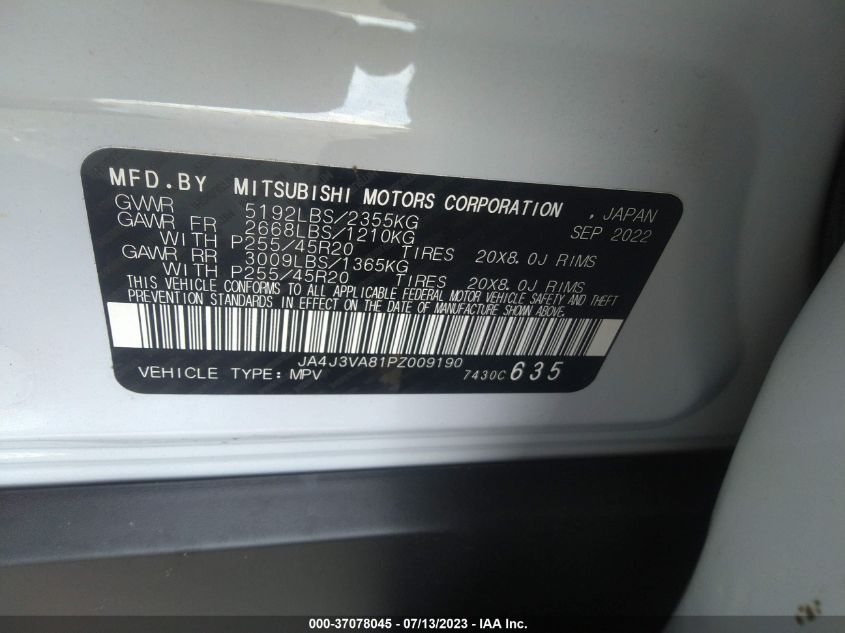 MFD.BY MITSUBISHI MOTORS CORPORATION , JAPAN
GVWR 5192LBS/2355KG SEP 2022
GAWR FR 2668LBS/1210KG
WITH P255/45R20 TIRES 20X8.0J RIMS
GAWR RR 3009LBS/1365KG
WITH P255/45R20 TIRES 20X8.0J RIMS
THIS VEHICLE CONFORMS TO ALL APPLICABLE FEDERAL MOTOR VEHICLE SAFETY AND THEFT
PREVENTION STANDARDS IN EFFECT ON THE DATE OF MANUFACTURE SHOWN ABOVE.
JA4J3VA81PZ009190
VEHICLE TYPE:MPV 7430C 635
000-37078045 / 07/13/2023 - IAA Inc.